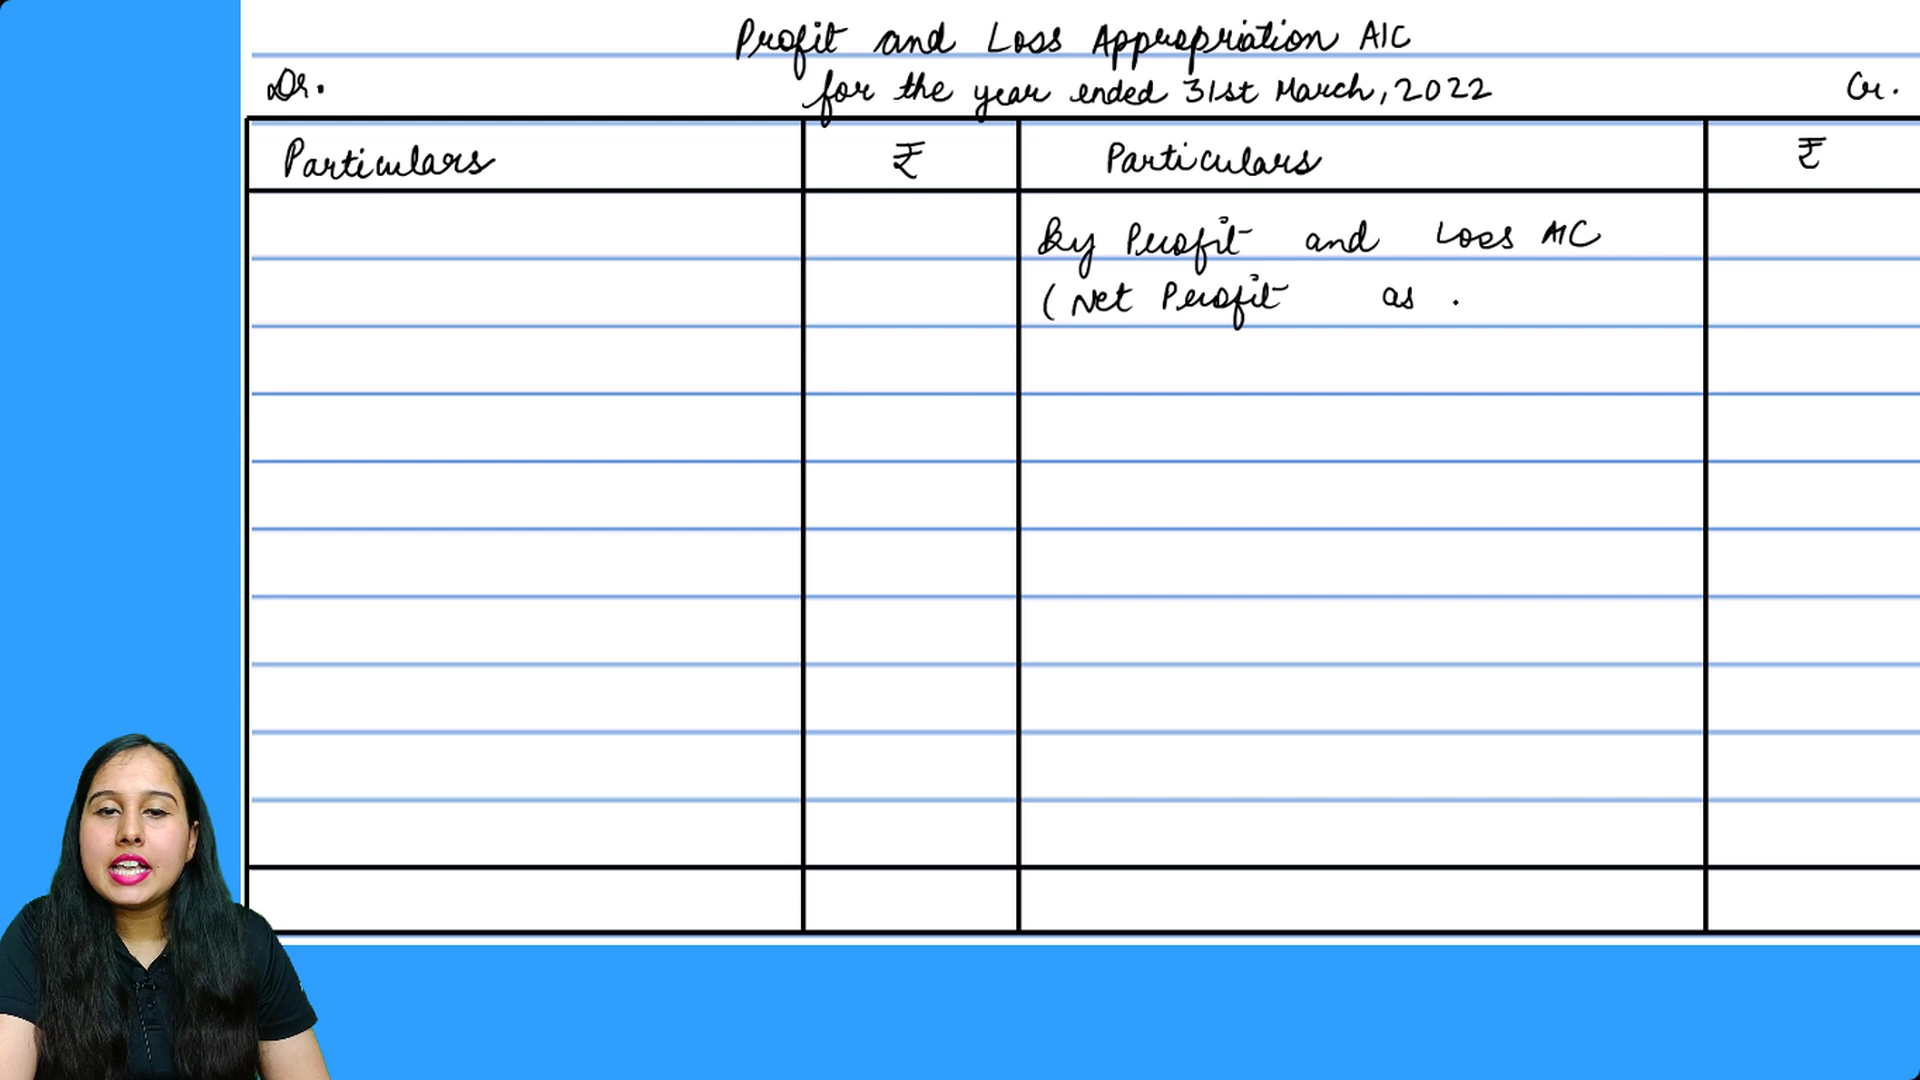 Profit and Loss Appropriation A/C
Dr. for the year ended 31st March, 2022 Cr.
Particulars ₹ Particulars ₹
By Profit and Loss A/C
(Net Profit as .